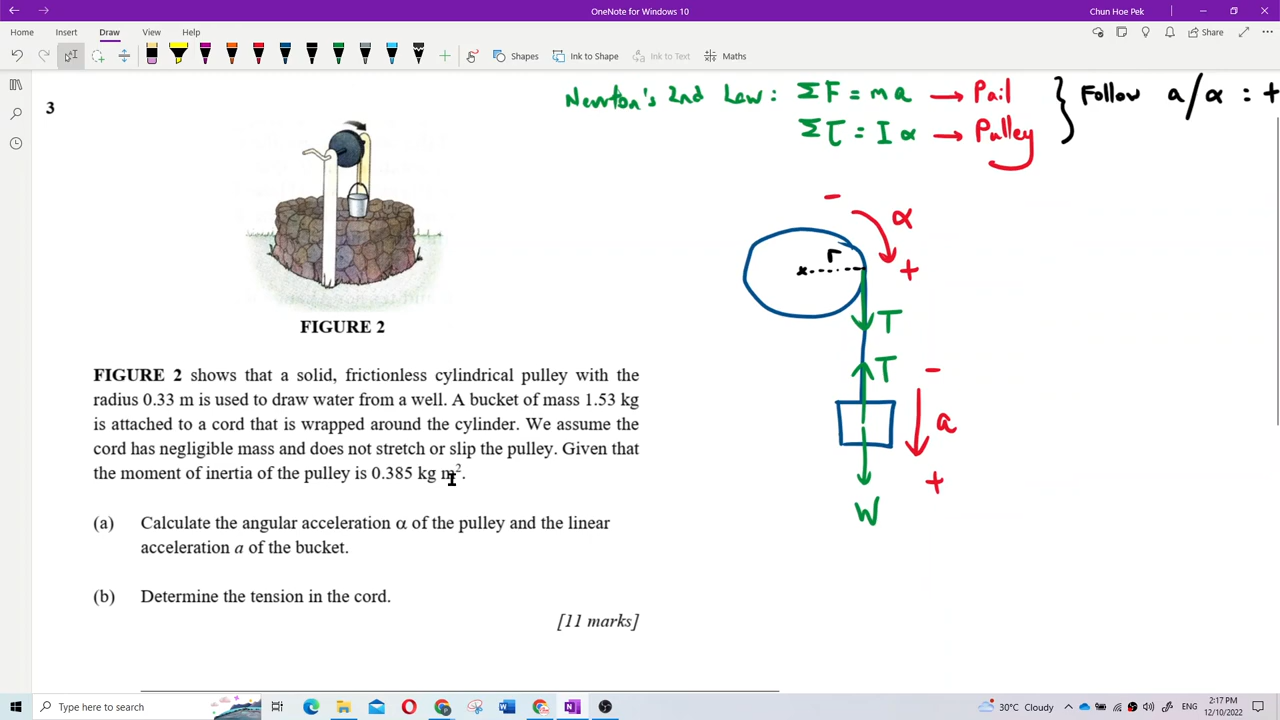 OneNote for Windows 10
Chun Hoe Pek
Home Insert Draw View Help
Shapes Ink to Shape Ink to Text Maths
Share
3
Newton's 2nd Law : ΣF = ma → Pail
Στ = Iα → Pulley
} Follow a/α : +
- α
r
+
T
T
-
a
+
W
FIGURE 2
FIGURE 2 shows that a solid, frictionless cylindrical pulley with the
radius 0.33 m is used to draw water from a well. A bucket of mass 1.53 kg
is attached to a cord that is wrapped around the cylinder. We assume the
cord has negligible mass and does not stretch or slip the pulley. Given that
the moment of inertia of the pulley is 0.385 kg m².
(a) Calculate the angular acceleration α of the pulley and the linear
acceleration a of the bucket.
(b) Determine the tension in the cord.
[11 marks]
Type here to search
30°C Cloudy
ENG
2:17 PM
12/10/2022